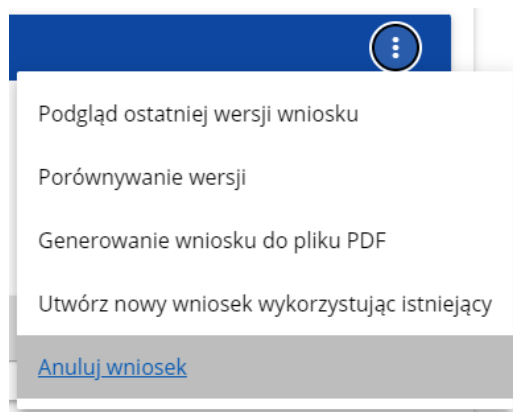 Podgląd ostatniej wersji wniosku
Porównywanie wersji
Generowanie wniosku do pliku PDF
Utwórz nowy wniosek wykorzystując istniejący
Anuluj wniosek